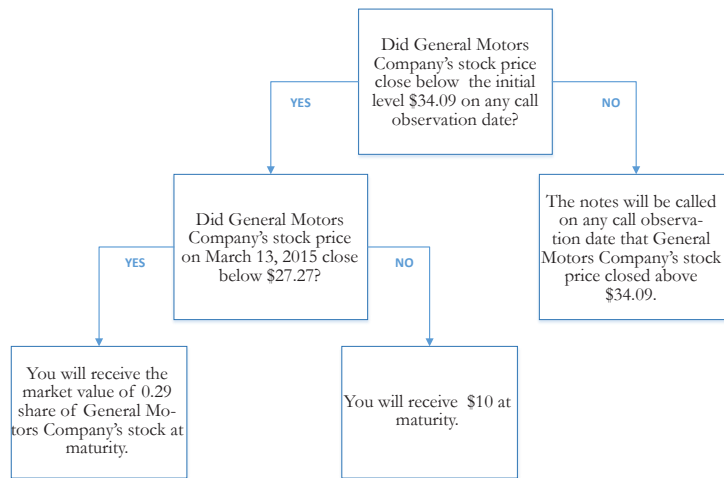 Did General Motors
Company's stock price
close below the initial
level $34.09 on any call
observation date?
YES
NO
Did General Motors
Company's stock price
on March 13, 2015 close
below $27.27?
The notes will be called
on any call observa-
tion date that General
Motors Company's stock
price closed above
$34.09.
YES
NO
You will receive the
market value of 0.29
share of General Mo-
tors Company's stock at
maturity.
You will receive $10 at
maturity.